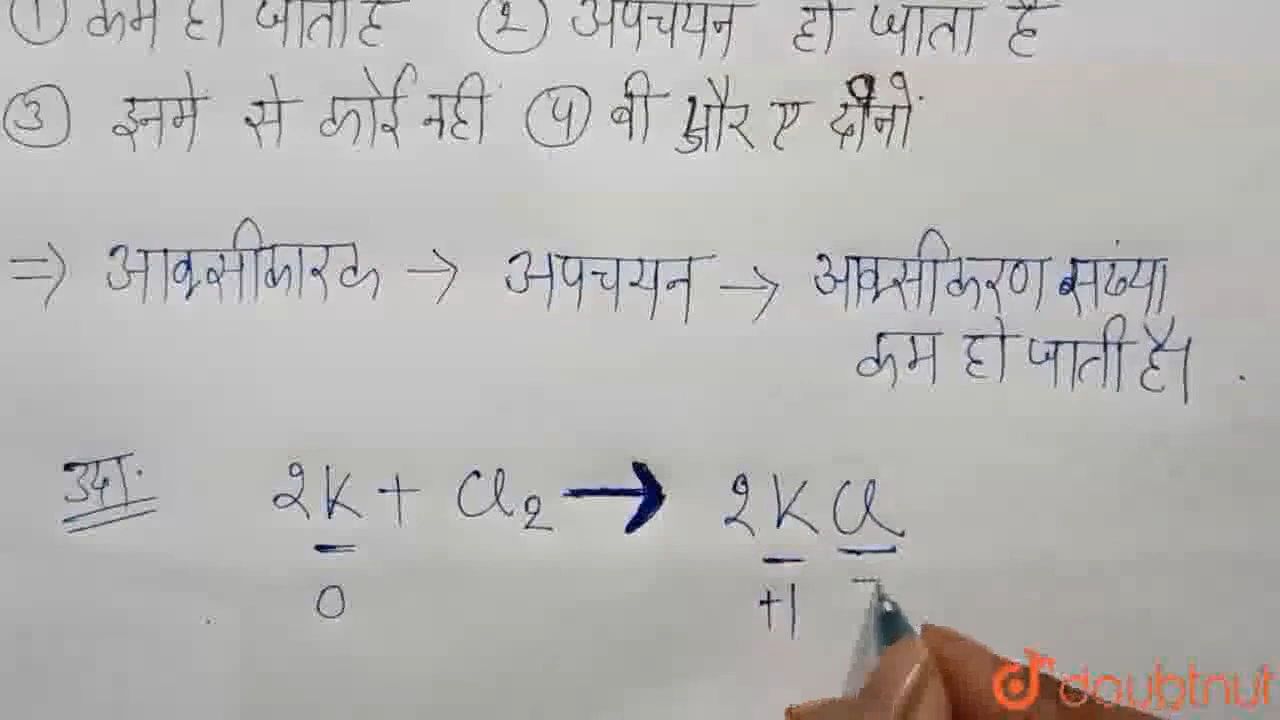 ① कम हो जाता है ② अपचयन हो जाता है
③ इनमे से कोई नही ④ बी और ए दोनों
⇒ आक्सीकारक → अपचयन → आक्सीकरण संख्या
कम हो जाती है।
उदा.
2K + Cl₂ → 2KCl
0 +1 -
doubtnut